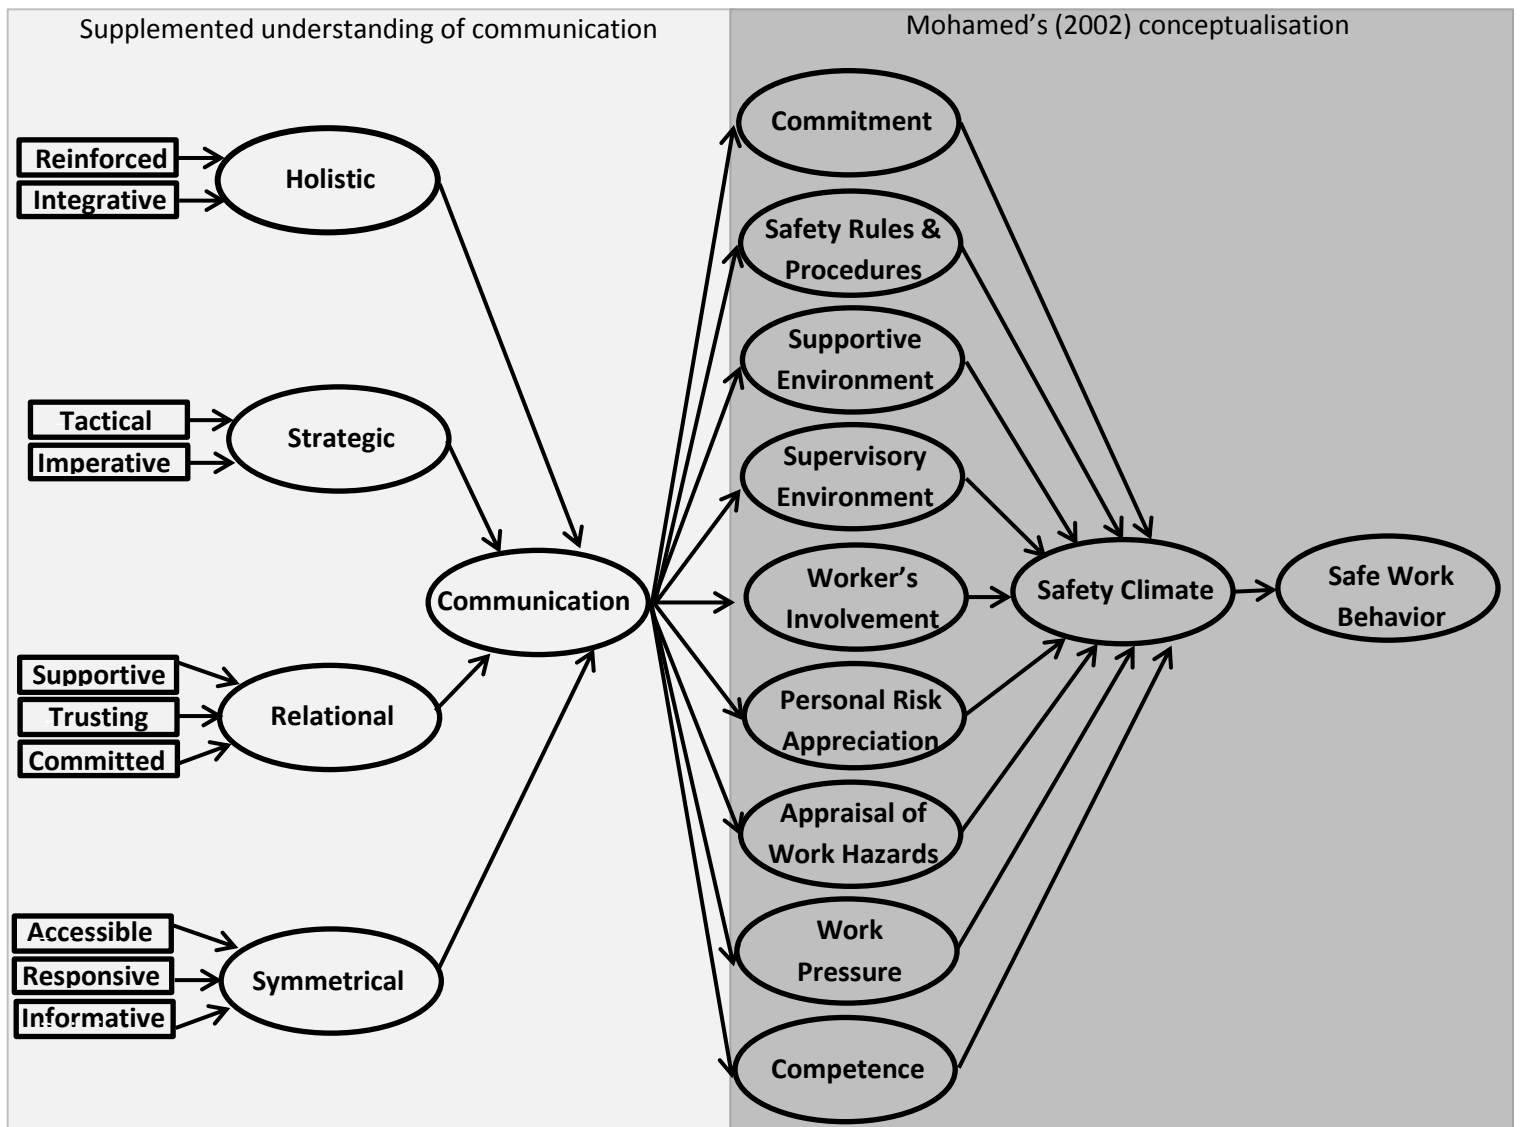 Supplemented understanding of communication
Mohamed's (2002) conceptualisation
Reinforced
Integrative
Holistic
Tactical
Imperative
Strategic
Supportive
Trusting
Committed
Relational
Accessible
Responsive
Informative
Symmetrical
Communication
Commitment
Safety Rules &
Procedures
Supportive
Environment
Supervisory
Environment
Worker's
Involvement
Personal Risk
Appreciation
Appraisal of
Work Hazards
Work
Pressure
Competence
Safety Climate
Safe Work
Behavior